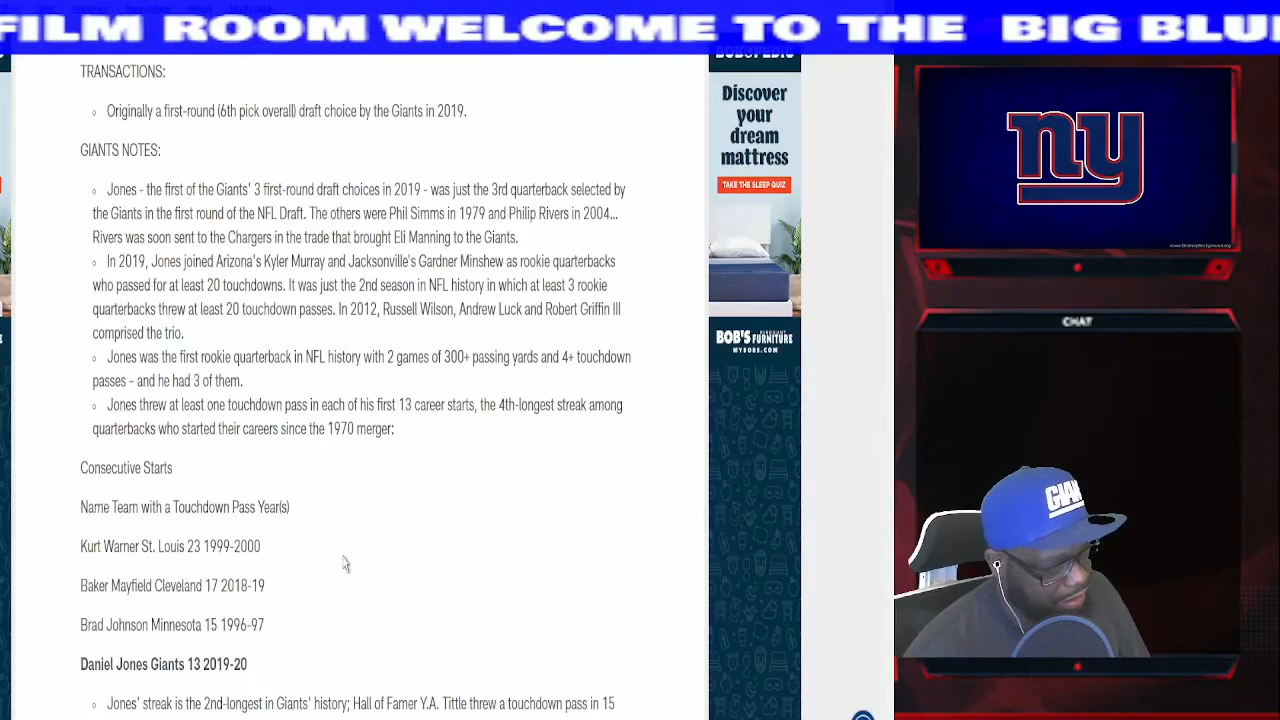 FILM ROOM WELCOME TO THE BIG BLU
TRANSACTIONS:
Originally a first-round (6th pick overall) draft choice by the Giants in 2019.
GIANTS NOTES:
Jones - the first of the Giants' 3 first-round draft choices in 2019 - was just the 3rd quarterback selected by
the Giants in the first round of the NFL Draft. The others were Phil Simms in 1979 and Philip Rivers in 2004...
Rivers was soon sent to the Chargers in the trade that brought Eli Manning to the Giants.
In 2019, Jones joined Arizona's Kyler Murray and Jacksonville's Gardner Minshew as rookie quarterbacks
who passed for at least 20 touchdowns. It was just the 2nd season in NFL history in which at least 3 rookie
quarterbacks threw at least 20 touchdown passes. In 2012, Russell Wilson, Andrew Luck and Robert Griffin III
comprised the trio.
Jones was the first rookie quarterback in NFL history with 2 games of 300+ passing yards and 4+ touchdown
passes – and he had 3 of them.
Jones threw at least one touchdown pass in each of his first 13 career starts, the 4th-longest streak among
quarterbacks who started their careers since the 1970 merger:
Consecutive Starts
Name Team with a Touchdown Pass Year(s)
Kurt Warner St. Louis 23 1999-2000
Baker Mayfield Cleveland 17 2018-19
Brad Johnson Minnesota 15 1996-97
Daniel Jones Giants 13 2019-20
Jones' streak is the 2nd-longest in Giants' history; Hall of Famer Y.A. Tittle threw a touchdown pass in 15
BOB-O-PEDIC
Discover
your
dream
mattress
TAKE THE SLEEP QUIZ
BOB'S DISCOUNT
FURNITURE
MYBOBS.COM
ny
www.DesktopBackground.org
CHAT
GIAN